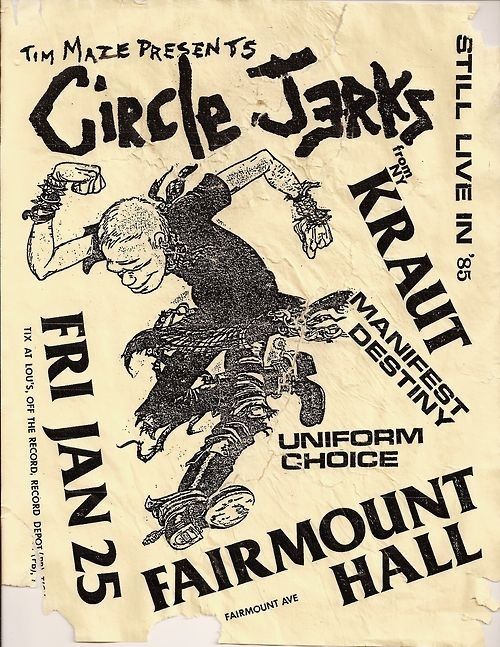 TIM MAZE PRESENTS
CIRCLE JERKS
STILL LIVE IN '85
from NY
KRAUT
MANIFEST
DESTINY
UNIFORM
CHOICE
FRI JAN 25
TIX AT LOU'S, OFF THE RECORD, RECORD DEPOT
FAIRMOUNT
HALL
FAIRMOUNT AVE